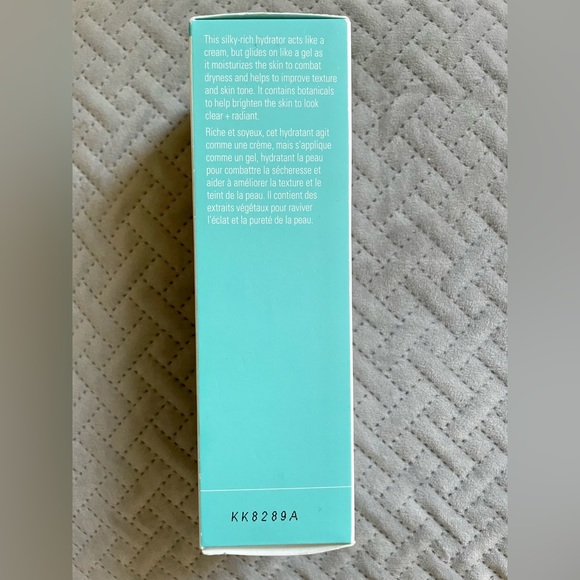 This silky-rich hydrator acts like a
cream, but glides on like a gel as
it moisturizes the skin to combat
dryness and helps to improve texture
and skin tone. It contains botanicals
to help brighten the skin to look
clear + radiant.
Riche et soyeux, cet hydratant agit
comme une crème, mais s'applique
comme un gel, hydratant la peau
pour combattre la sécheresse et
aider à améliorer la texture et le
teint de la peau. Il contient des
extraits végétaux pour raviver
l'éclat et la pureté de la peau.
KK8289A